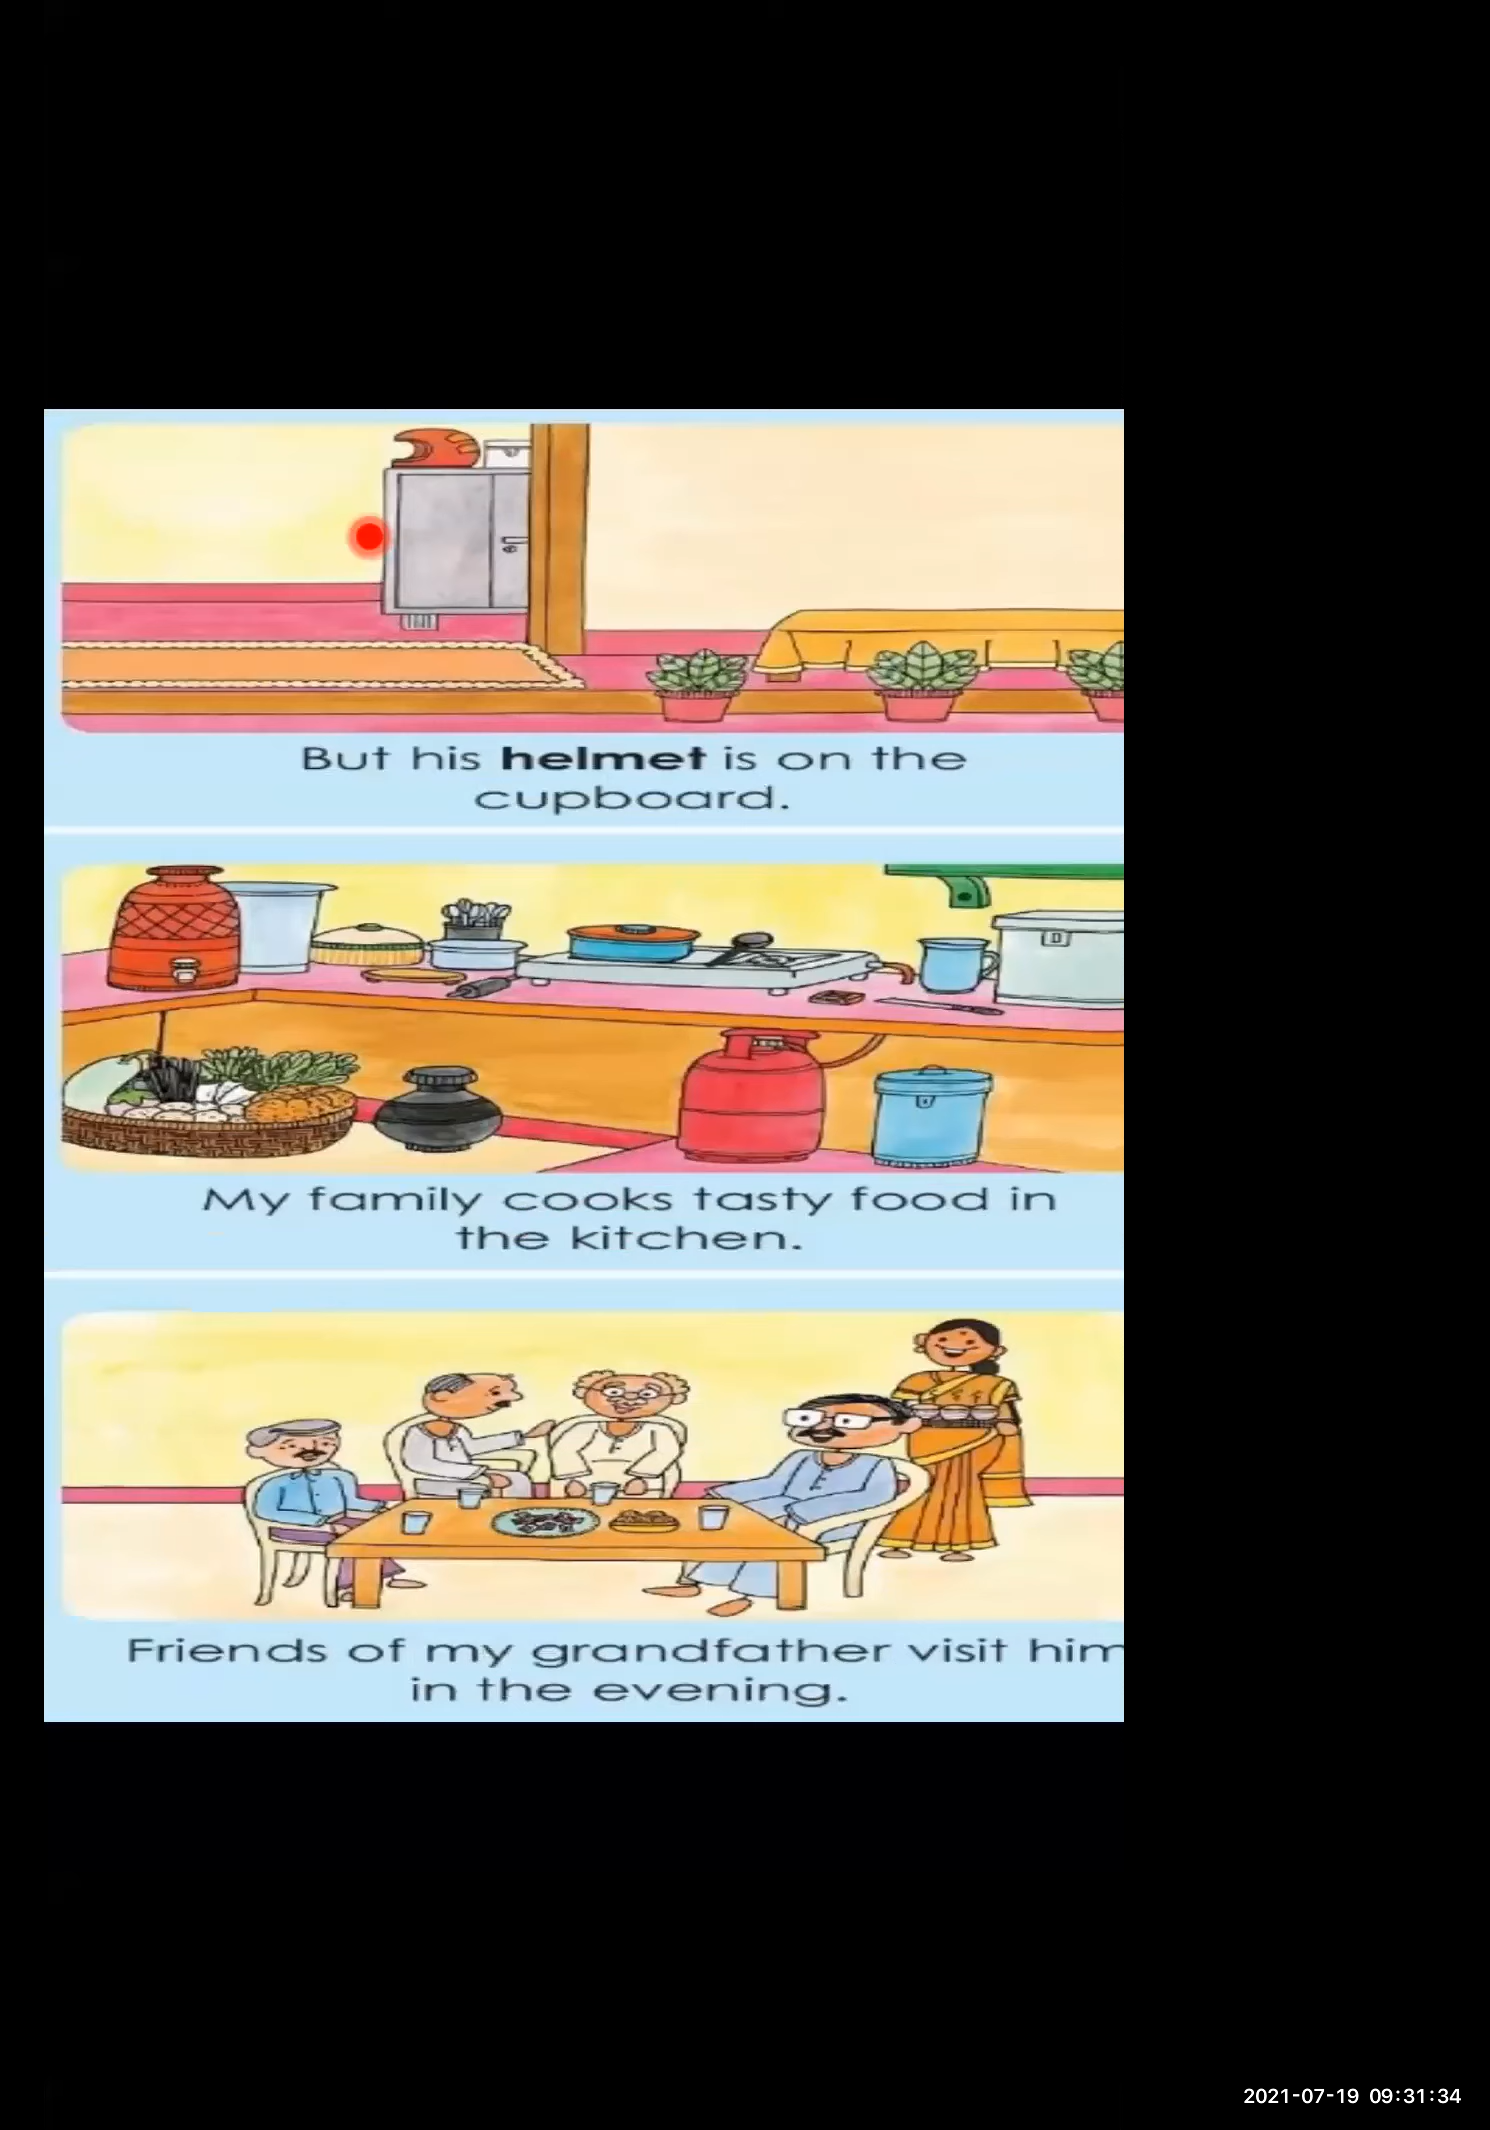 But his helmet is on the
cupboard.
My family cooks tasty food in
the kitchen.
Friends of my grandfather visit him
in the evening.
2021-07-19 09:31:34